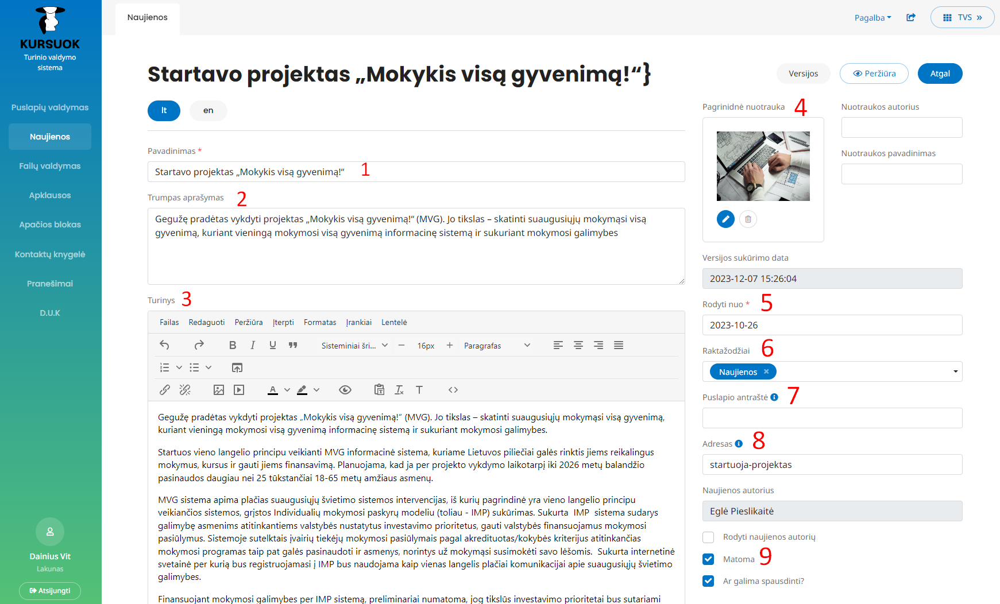 KURSUOK
Turinio valdymo
sistema
Puslapių valdymas
Naujienos
Failų valdymas
Apklausos
Apačios blokas
Kontaktų knygelė
Pranešimai
D.U.K
Dainius Vit
Lakunas
Atsijungti
Naujienos
Pagalba
TVS »
Startavo projektas „Mokykis visą gyvenimą!“}
Versijos
Peržiūra
Atgal
lt
en
Pavadinimas *
Startavo projektas „Mokykis visą gyvenimą!“ 1
Trumpas aprašymas 2
Gegužę pradėtas vykdyti projektas „Mokykis visą gyvenimą!“ (MVG). Jo tikslas – skatinti suaugusiųjų mokymąsi visą
gyvenimą, kuriant vieningą mokymosi visą gyvenimą informacinę sistemą ir sukuriant mokymosi galimybes
Turinys 3
Failas Redaguoti Peržiūra Įterpti Formatas Įrankiai Lentelė
B I U Sisteminiai šri... − 16px + Paragrafas
A T <>
Gegužę pradėtas vykdyti projektas „Mokykis visą gyvenimą!“ (MVG). Jo tikslas – skatinti suaugusiųjų mokymąsi visą gyvenimą,
kuriant vieningą mokymosi visą gyvenimą informacinę sistemą ir sukuriant mokymosi galimybes.
Startuos vieno langelio principu veikianti MVG informacinė sistema, kuriame Lietuvos piliečiai galės rinktis jiems reikalingus
mokymus, kursus ir gauti jiems finansavimą. Planuojama, kad ja per projekto vykdymo laikotarpį iki 2026 metų balandžio
pasinaudos daugiau nei 25 tūkstančiai 18-65 metų amžiaus asmenų.
MVG sistema apima plačias suaugusiųjų švietimo sistemos intervencijas, iš kurių pagrindinė yra vieno langelio principu
veikiančios sistemos, grįstos Individualių mokymosi paskyrų modeliu (toliau - IMP) sukūrimas. Sukurta IMP sistema sudarys
galimybę asmenims atitinkantiems valstybės nustatytus investavimo prioritetus, gauti valstybės finansuojamus mokymosi
pasiūlymus. Sistemoje sutelktais įvairių tiekėjų mokymosi pasiūlymais pagal akredituotas/kokybės kriterijus atitinkančias
mokymosi programas taip pat galės pasinaudoti ir asmenys, norintys už mokymąsi susimokėti savo lėšomis. Sukurta internetinė
svetainė per kurią bus registruojamasi į IMP bus naudojama kaip vienas langelis plačiai komunikacijai apie suaugusiųjų švietimo
galimybes.
Finansuojant mokymosi galimybes per IMP sistemą, preliminariai numatoma, jog tikslūs investavimo prioritetai bus sutariami
Pagrinidnė nuotrauka 4
Nuotraukos autorius
Nuotraukos pavadinimas
Versijos sukūrimo data
2023-12-07 15:26:04
Rodyti nuo * 5
2023-10-26
Raktažodžiai 6
Naujienos ×
Puslapio antraštė 7
Adresas 8
startuoja-projektas
Naujienos autorius
Eglė Pieslikaitė
Rodyti naujienos autorių
Matoma 9
Ar galima spausdinti?